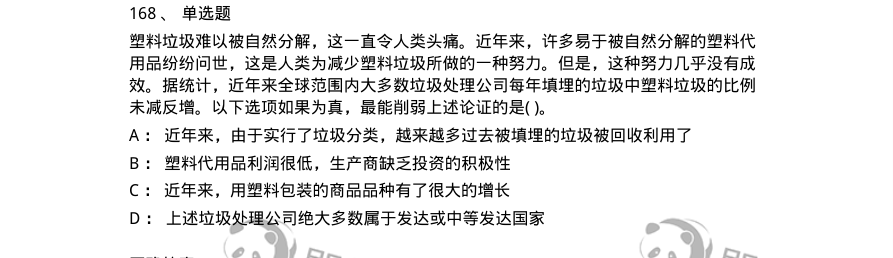 168 、 单选题
塑料垃圾难以被自然分解，这一直令人类头痛。近年来，许多易于被自然分解的塑料代
用品纷纷问世，这是人类为减少塑料垃圾所做的一种努力。但是，这种努力几乎没有成
效。据统计，近年来全球范围内大多数垃圾处理公司每年填埋的垃圾中塑料垃圾的比例
未减反增。以下选项如果为真，最能削弱上述论证的是( )。
A ： 近年来，由于实行了垃圾分类，越来越多过去被填埋的垃圾被回收利用了
B ： 塑料代用品利润很低，生产商缺乏投资的积极性
C ： 近年来，用塑料包装的商品品种有了很大的增长
D ： 上述垃圾处理公司绝大多数属于发达或中等发达国家